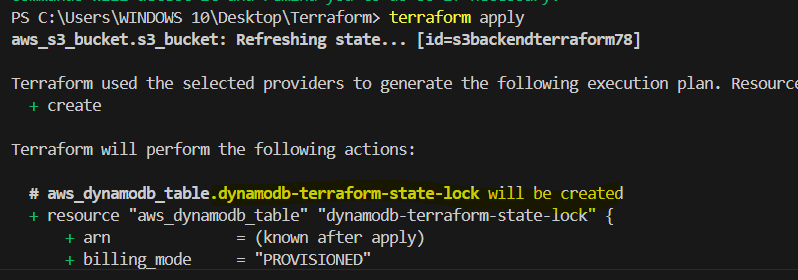 PS C:\Users\WINDOWS 10\Desktop\Terraform> terraform apply
aws_s3_bucket.s3_bucket: Refreshing state... [id=s3backendterraform78]
Terraform used the selected providers to generate the following execution plan. Resource
+ create
Terraform will perform the following actions:
# aws_dynamodb_table.dynamodb-terraform-state-lock will be created
+ resource "aws_dynamodb_table" "dynamodb-terraform-state-lock" {
+ arn = (known after apply)
+ billing_mode = "PROVISIONED"